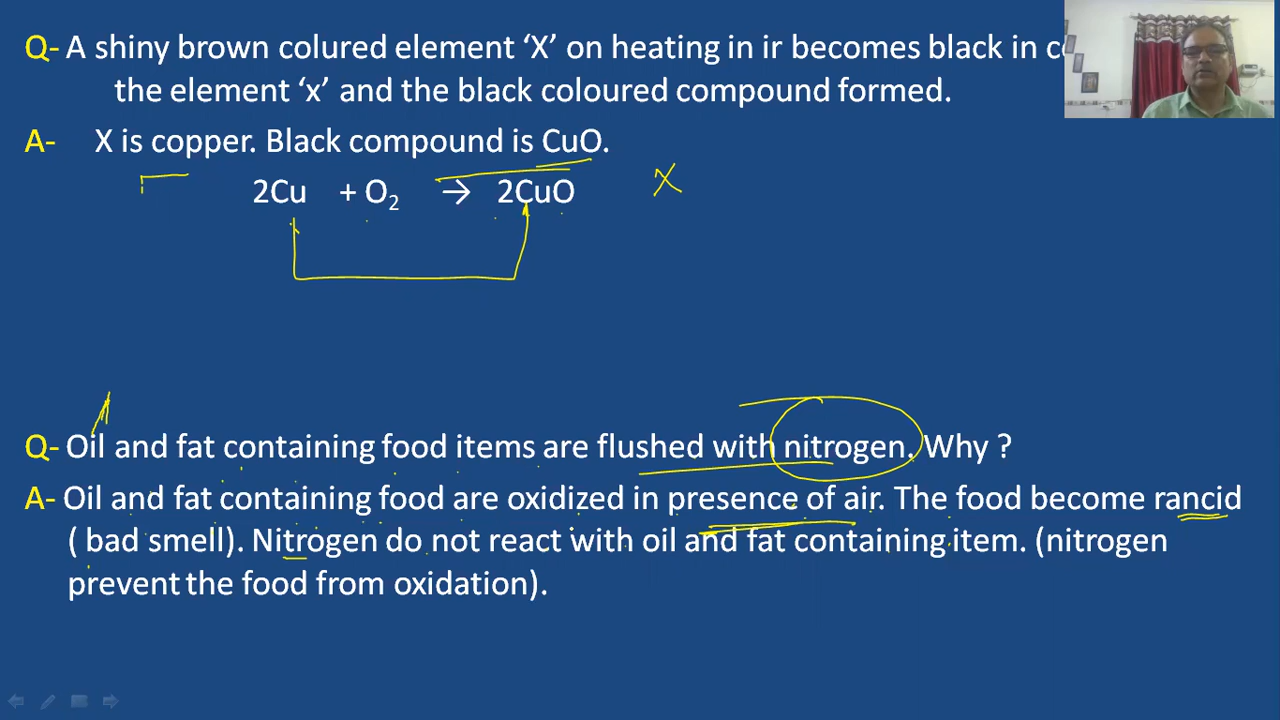 Q- A shiny brown colured element ‘X’ on heating in ir becomes black in
the element ‘x’ and the black coloured compound formed.
A- X is copper. Black compound is CuO.
2Cu + O₂ → 2CuO X
Q- Oil and fat containing food items are flushed with nitrogen. Why ?
A- Oil and fat containing food are oxidized in presence of air. The food become rancid
( bad smell). Nitrogen do not react with oil and fat containing item. (nitrogen
prevent the food from oxidation).